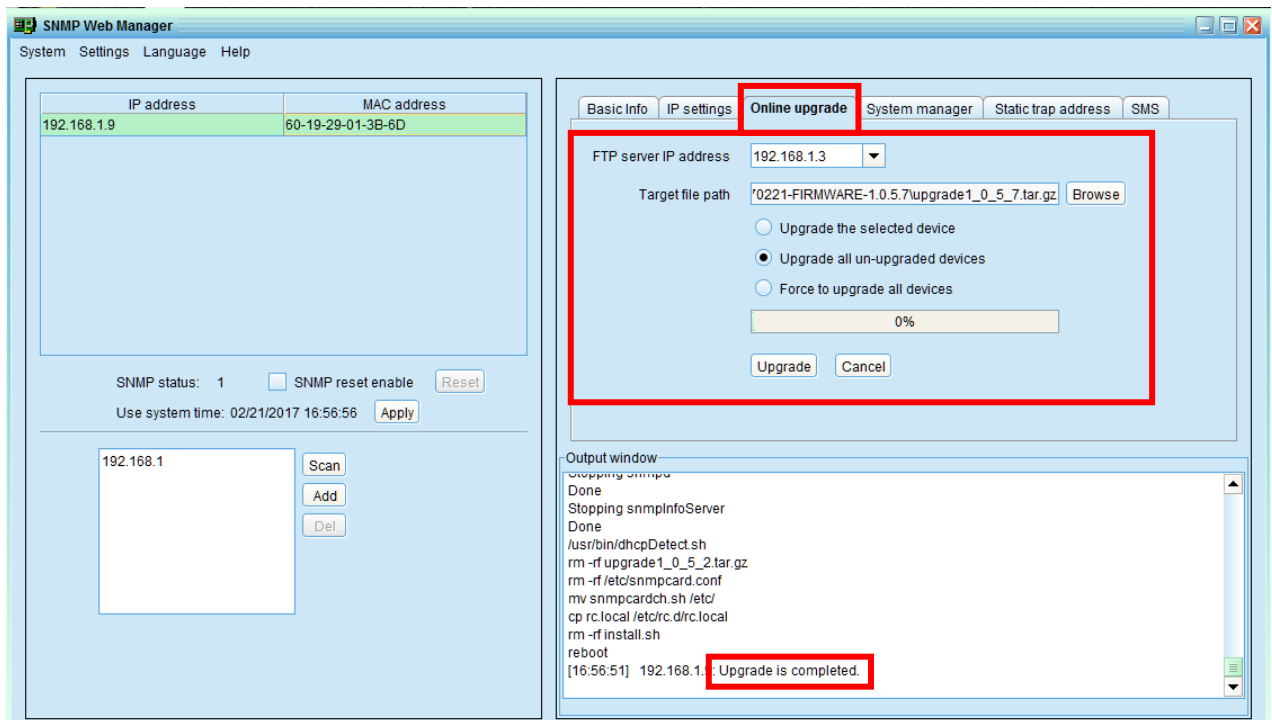 SNMP Web Manager
System Settings Language Help
IP address MAC address
192.168.1.9 60-19-29-01-3B-6D
SNMP status: 1 SNMP reset enable Reset
Use system time: 02/21/2017 16:56:56 Apply
192.168.1
Scan
Add
Del
Basic Info IP settings Online upgrade System manager Static trap address SMS
FTP server IP address 192.168.1.3
Target file path 70221-FIRMWARE-1.0.5.7\upgrade1_0_5_7.tar.gz Browse
Upgrade the selected device
Upgrade all un-upgraded devices
Force to upgrade all devices
0%
Upgrade Cancel
Output window
Stopping snmpd
Done
Stopping snmpInfoServer
Done
/usr/bin/dhcpDetect.sh
rm -rf upgrade1_0_5_2.tar.gz
rm -rf /etc/snmpcard.conf
mv snmpcardch.sh /etc/
cp rc.local /etc/rc.d/rc.local
rm -rf install.sh
reboot
[16:56:51] 192.168.1.9: Upgrade is completed.